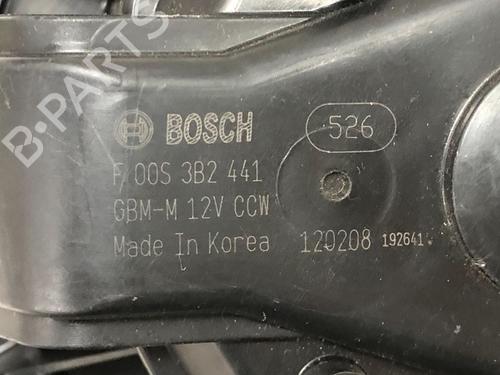 BOSCH 526
F 00S 3B2 441
GBM-M 12V CCW
Made In Korea 120208 192641
B-PARTS